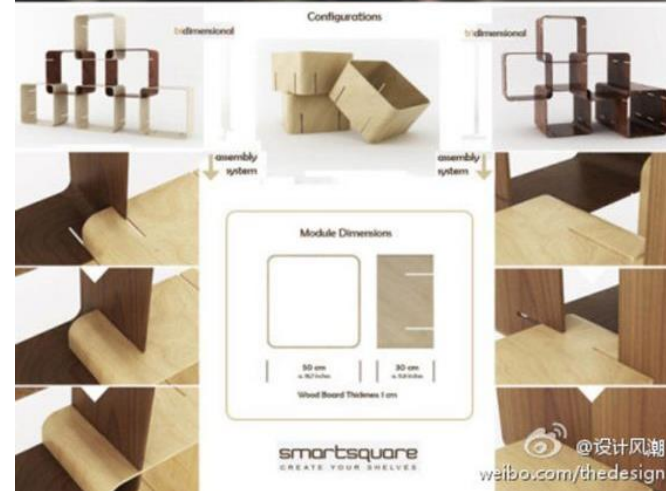 Configurations
bidimensional
tridimensional
assembly
system
assembly
system
Module Dimensions
50 cm
30 cm
Wood Board Thickness 1 cm
smartsquare
CREATE YOUR SHELVES
@设计风潮
weibo.com/thedesign